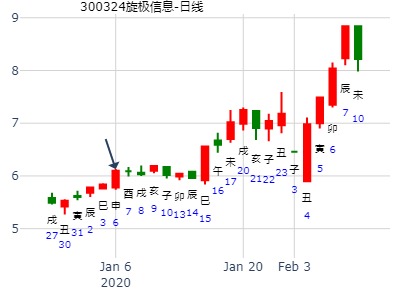 300324旋极信息-日线
9
8
7
6
5
戌 27
丑 30
寅 31
辰 2
巳 3
申 6
酉 7
戌 8
亥 9
子 10
卯 13
辰 14
巳 15
午 16
未 17
戌 20
亥 21
子 22
丑 23
子 3
丑 4
寅 5
卯 6
辰 7
未 10
Jan 6
2020
Jan 20
Feb 3